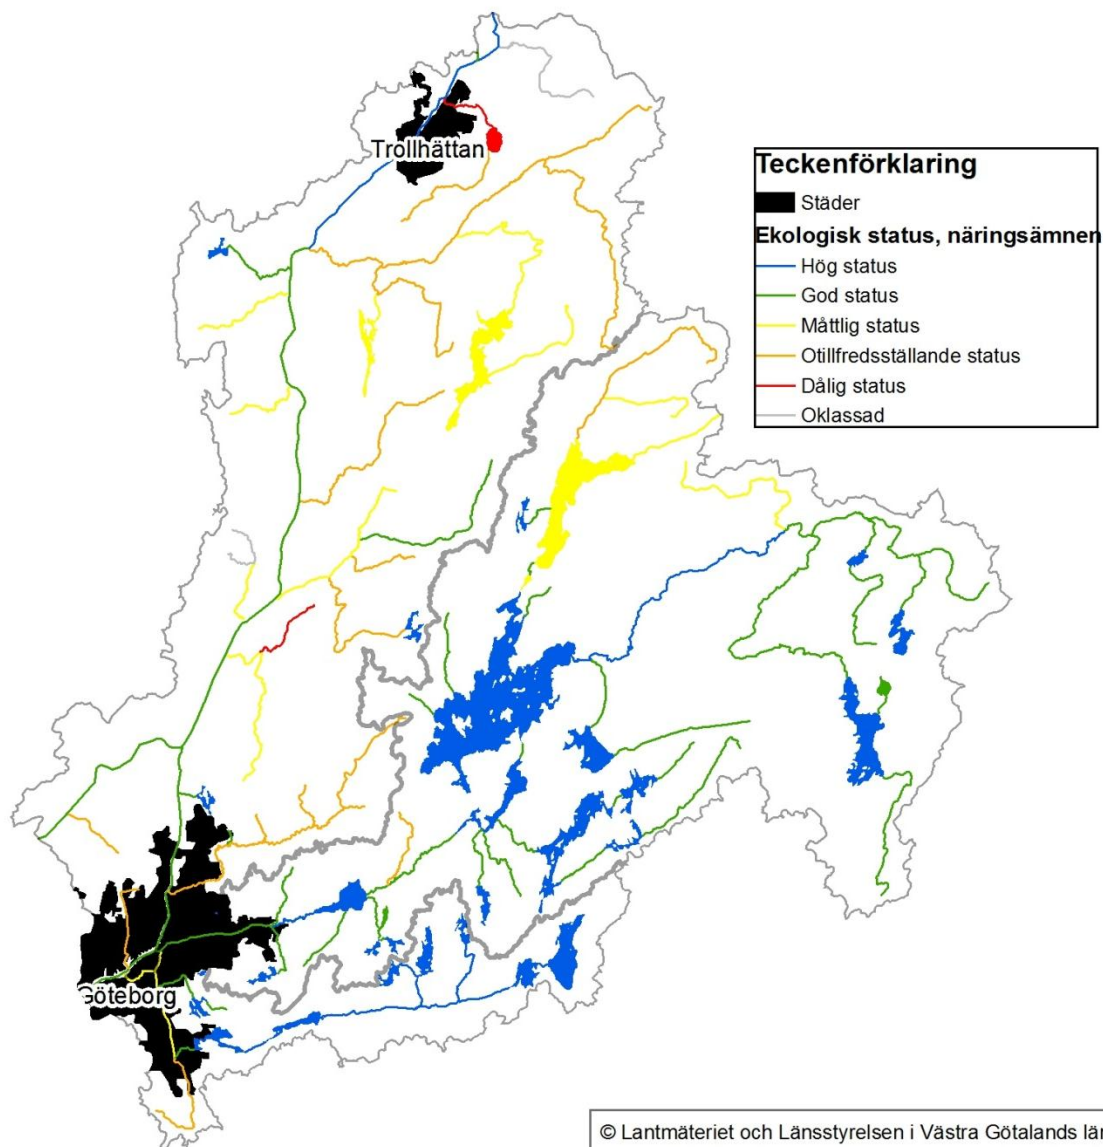 Trollhättan
Teckenförklaring
Städer
Ekologisk status, näringsämnen
Hög status
God status
Måttlig status
Otillfredsställande status
Dålig status
Oklassad
Göteborg
© Lantmäteriet och Länsstyrelsen i Västra Götalands lär